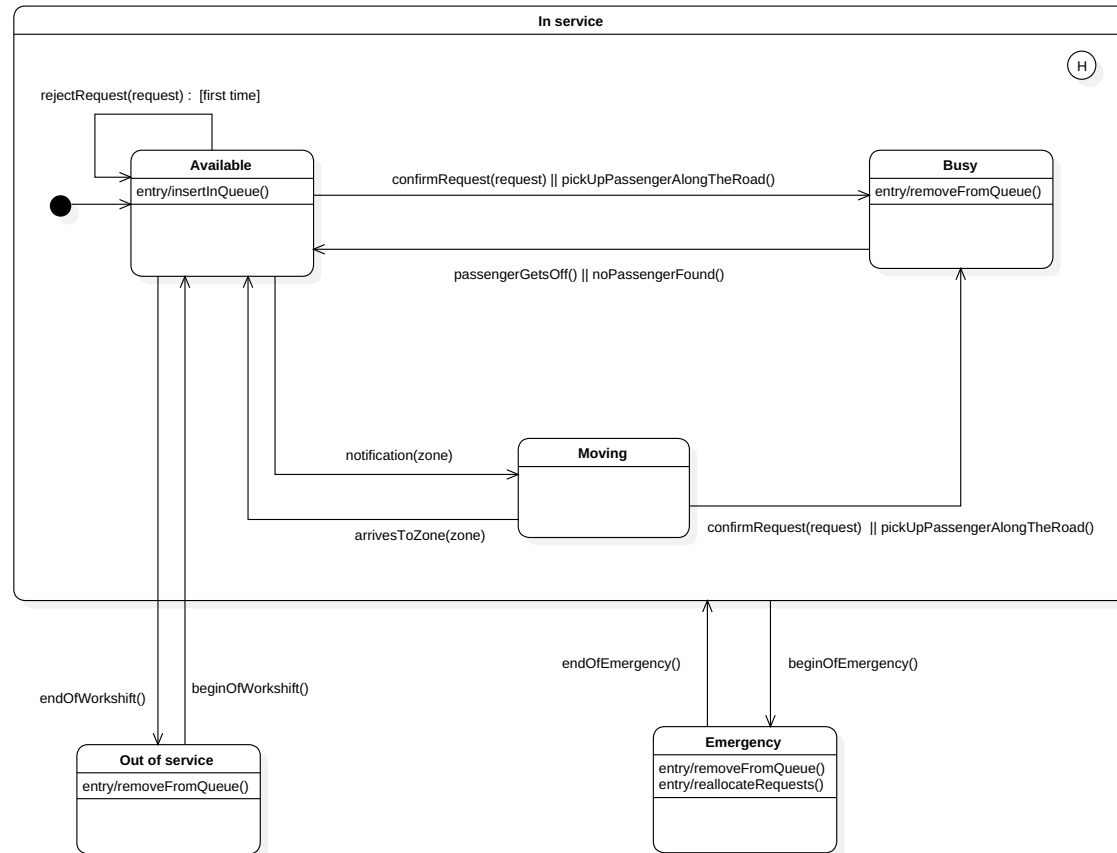 In service
H
rejectRequest(request) :  [first time]
Available
entry/insertInQueue()
confirmRequest(request) || pickUpPassengerAlongTheRoad()
Busy
entry/removeFromQueue()
passengerGetsOff() || noPassengerFound()
notification(zone)
Moving
arrivesToZone(zone)
confirmRequest(request)  || pickUpPassengerAlongTheRoad()
endOfWorkshift()
beginOfWorkshift()
endOfEmergency()
beginOfEmergency()
Out of service
entry/removeFromQueue()
Emergency
entry/removeFromQueue()
entry/reallocateRequests()